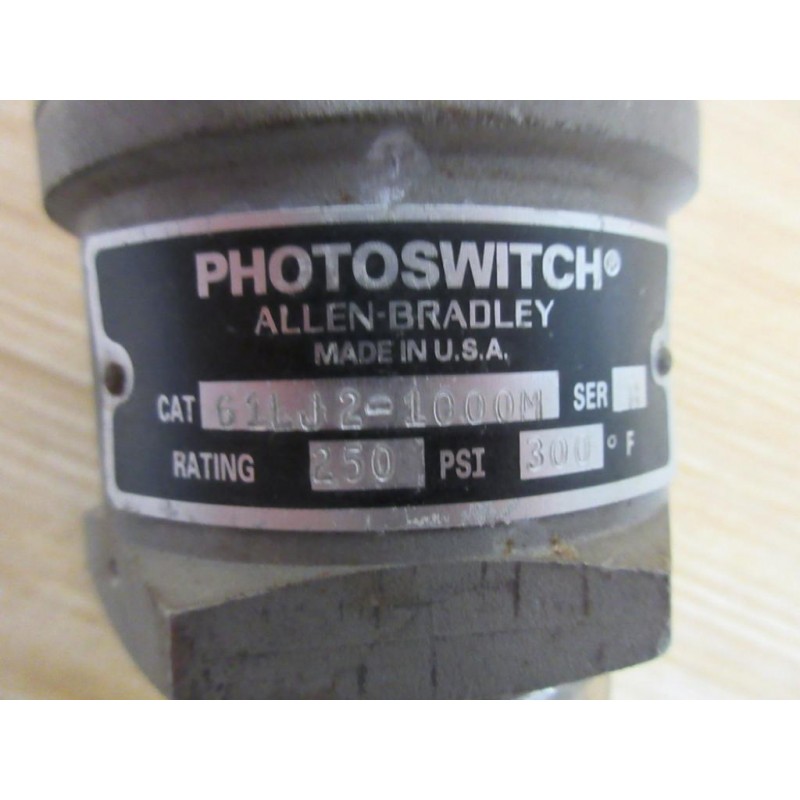 PHOTOSWITCH®
ALLEN-BRADLEY
MADE IN U.S.A.
CAT 61LJ2-1000M SER
RATING 250 PSI 300 °F